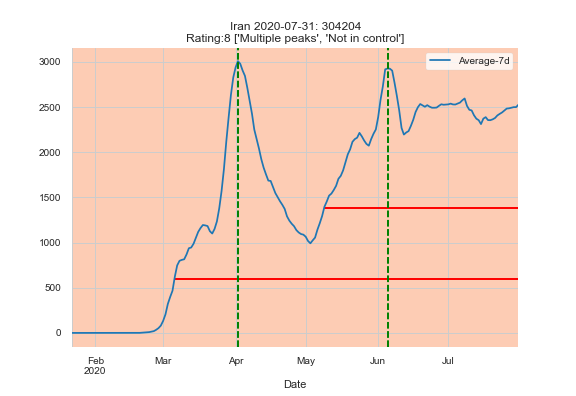 Iran 2020-07-31: 304204
Rating:8 ['Multiple peaks', 'Not in control']
Average-7d
3000
2500
2000
1500
1000
500
0
Feb Mar Apr May Jun Jul
2020
Date